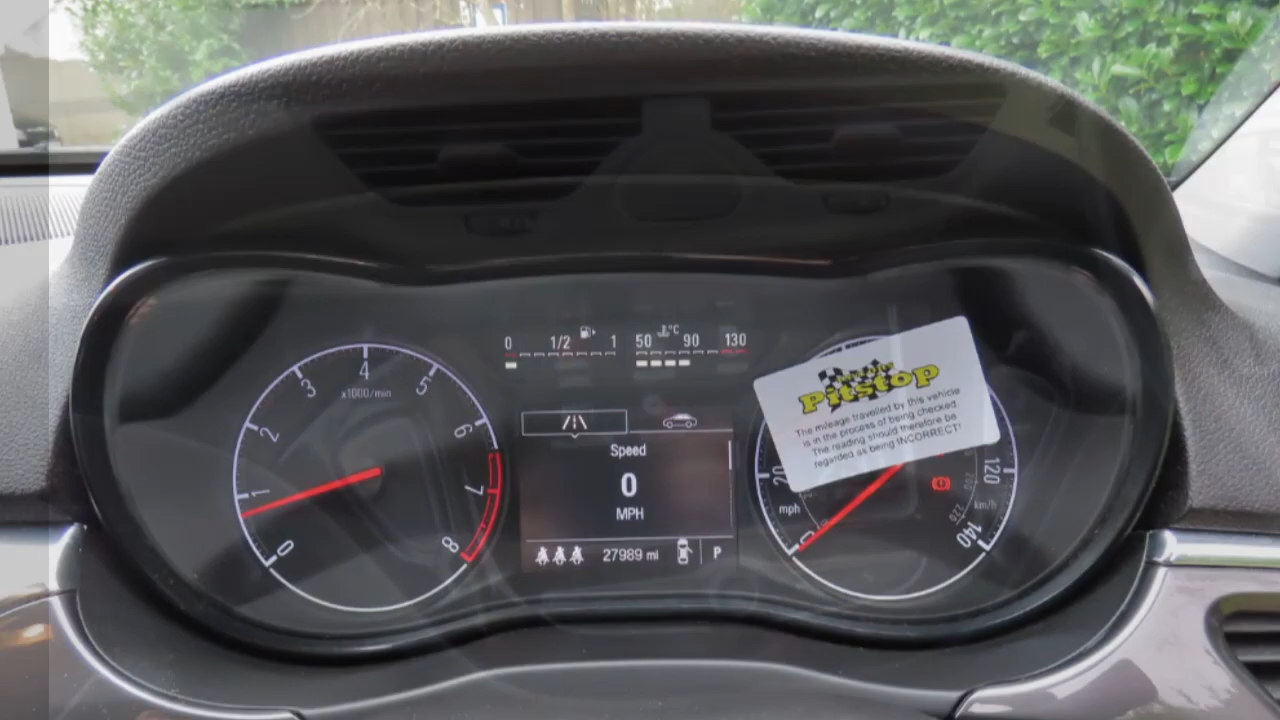 0 1/2 1 50 °C 90 130
0 1 2 3 4 5 6 7 8
x1000/min
Speed
0
MPH
27989 mi P
Pitstop
The mileage travelled by this vehicle
is in the process of being checked.
The reading should therefore be
regarded as being INCORRECT!
0 20 120 140
mph
km/h
220